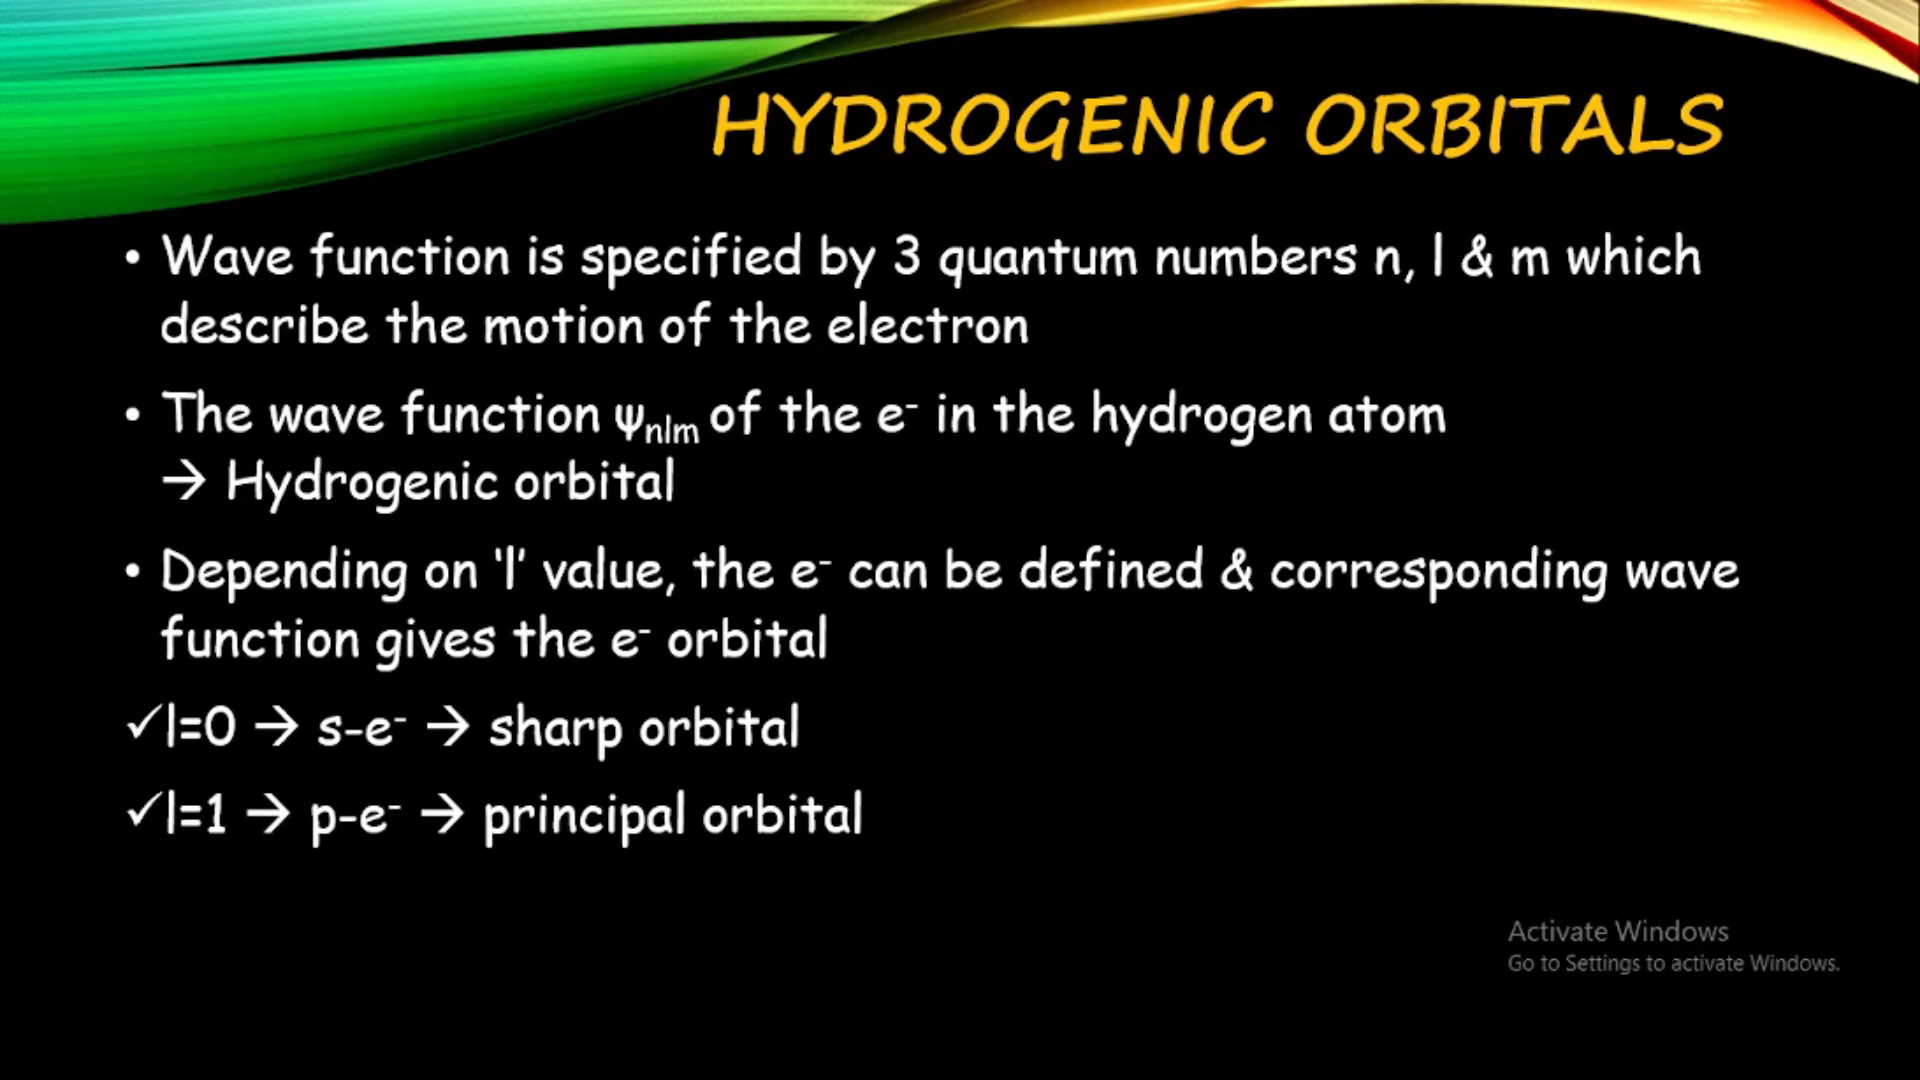 HYDROGENIC ORBITALS
• Wave function is specified by 3 quantum numbers n, l & m which
describe the motion of the electron
• The wave function ψnlm of the e⁻ in the hydrogen atom
→ Hydrogenic orbital
• Depending on ‘l’ value, the e⁻ can be defined & corresponding wave
function gives the e⁻ orbital
✓l=0 → s-e⁻ → sharp orbital
✓l=1 → p-e⁻ → principal orbital
Activate Windows
Go to Settings to activate Windows.